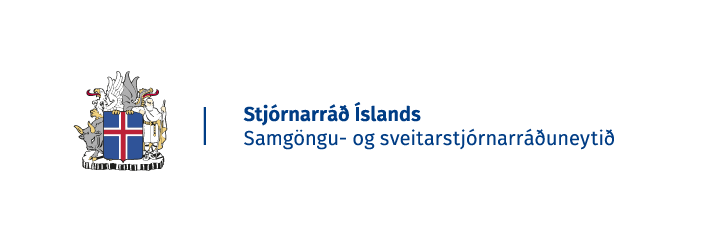 Stjórnarráð Íslands
Samgöngu- og sveitarstjórnarráðuneytið